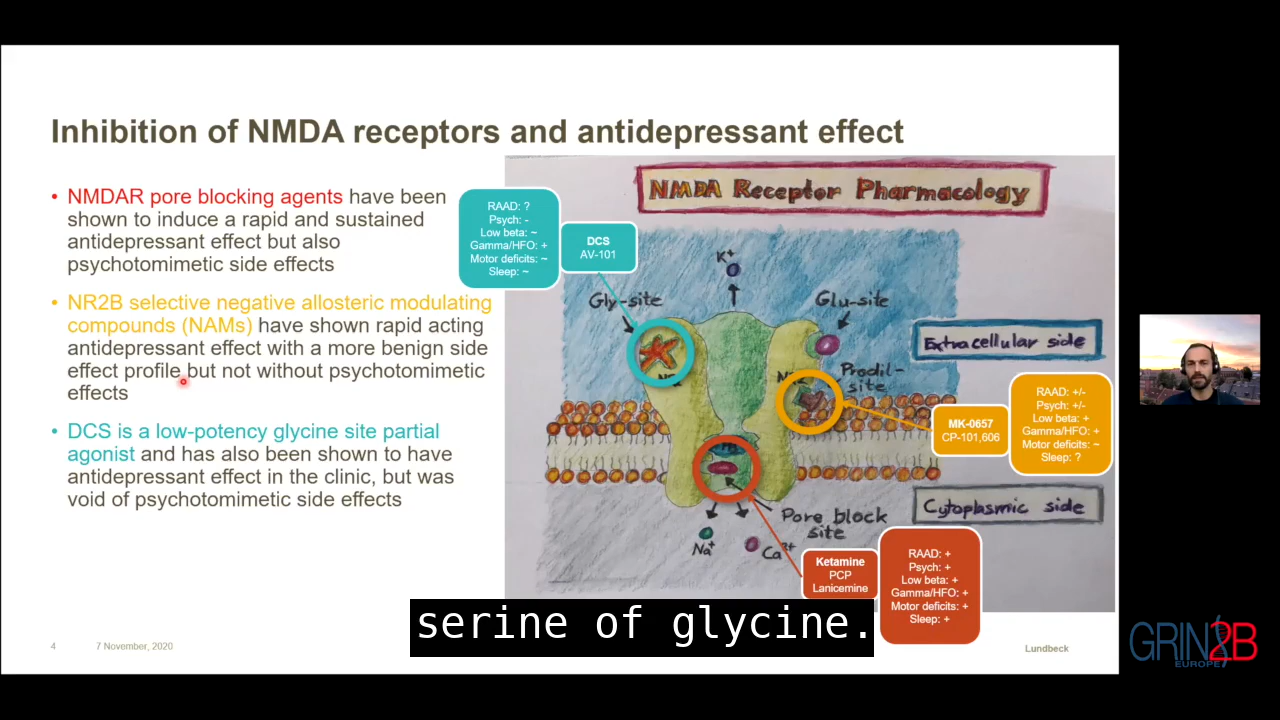 Inhibition of NMDA receptors and antidepressant effect
• NMDAR pore blocking agents have been
shown to induce a rapid and sustained
antidepressant effect but also
psychotomimetic side effects
• NR2B selective negative allosteric modulating
compounds (NAMs) have shown rapid acting
antidepressant effect with a more benign side
effect profile but not without psychotomimetic
effects
• DCS is a low-potency glycine site partial
agonist and has also been shown to have
antidepressant effect in the clinic, but was
void of psychotomimetic side effects
NMDA Receptor Pharmacology
RAAD: ?
Psych: -
Low beta: ~
Gamma/HFO: +
Motor deficits: ~
Sleep: ~
DCS
AV-101
K+
Gly-site
Glu-site
Extracellular side
Prodil-
site
MK-0657
CP-101,606
RAAD: +/-
Psych: +/-
Low beta: +
Gamma/HFO: +
Motor deficits: ~
Sleep: ?
Cytoplasmic side
Pore block
site
Na+
Ca2+
Ketamine
PCP
Lanicemine
RAAD: +
Psych: +
Low beta: +
Gamma/HFO: +
Motor deficits: +
Sleep: +
serine of glycine.
4 7 November, 2020
Lundbeck
GRIN2B
EUROPE